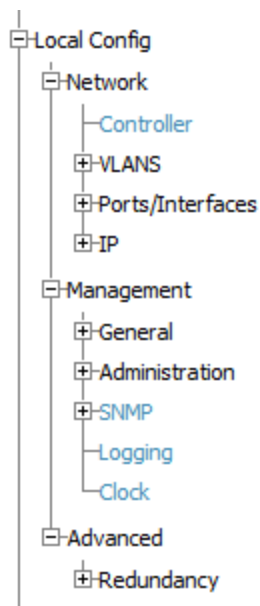 Local Config
Network
Controller
VLANS
Ports/Interfaces
IP
Management
General
Administration
SNMP
Logging
Clock
Advanced
Redundancy